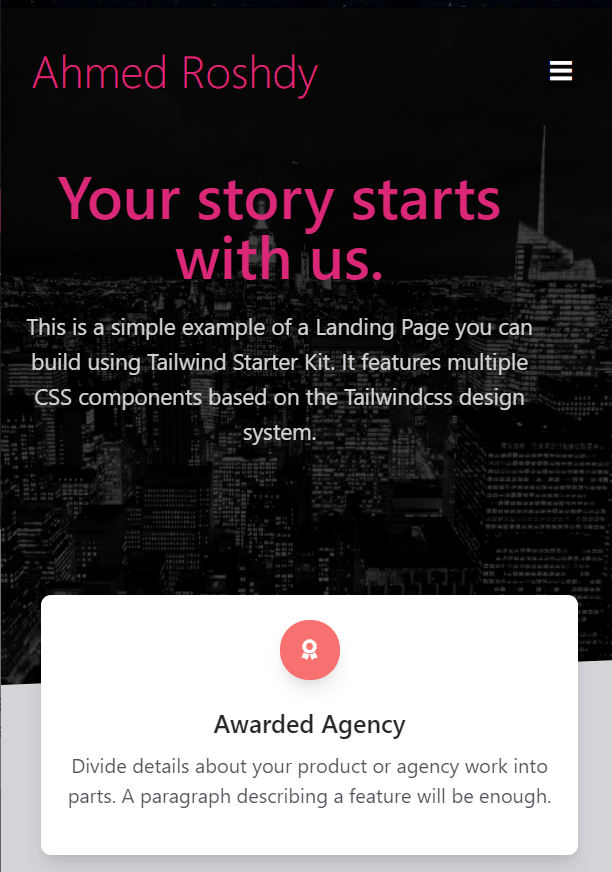 Ahmed Roshdy
Your story starts
with us.
This is a simple example of a Landing Page you can
build using Tailwind Starter Kit. It features multiple
CSS components based on the Tailwindcss design
system.
Awarded Agency
Divide details about your product or agency work into
parts. A paragraph describing a feature will be enough.